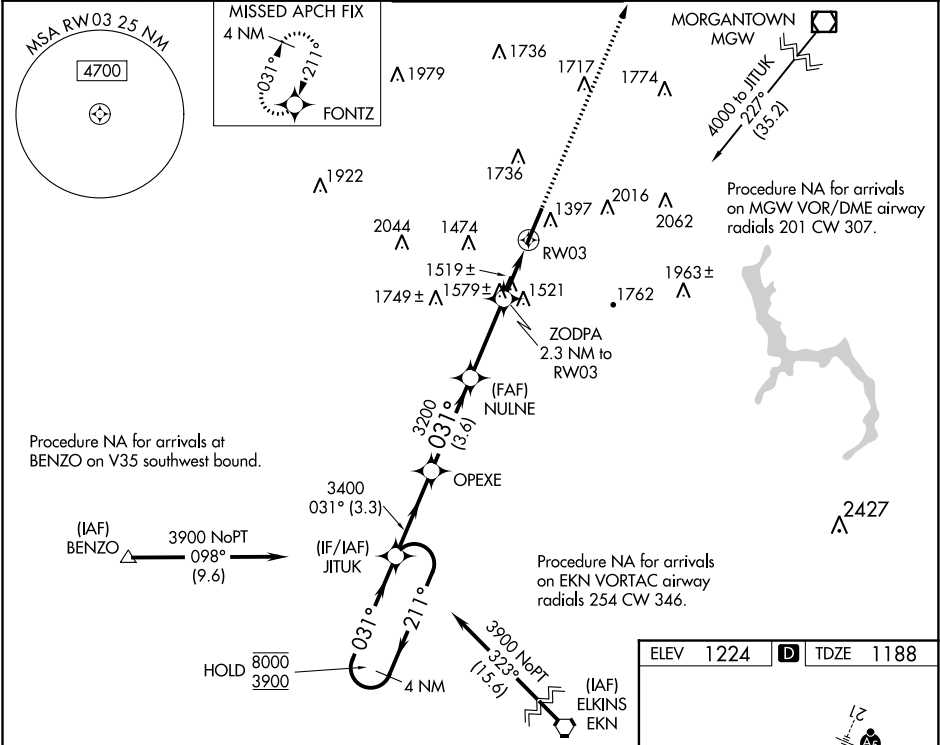 MSA RW03 25 NM
4700
MISSED APCH FIX
4 NM
031°
211°
FONTZ
1979
1736
1717
1774
MORGANTOWN
MGW
4000 to JITUK
227°
(35.2)
1736
1922
Procedure NA for arrivals
on MGW VOR/DME airway
radials 201 CW 307.
1397
2016
2062
2044
1474
RW03
1519±
1963±
1749±
1579±
1521
1762
ZODPA
2.3 NM to
RW03
(FAF)
NULNE
3200
031°
(3.6)
Procedure NA for arrivals at
BENZO on V35 southwest bound.
OPEXE
3400
031° (3.3)
2427
(IAF)
BENZO
3900 NoPT
098°
(9.6)
(IF/IAF)
JITUK
Procedure NA for arrivals
on EKN VORTAC airway
radials 254 CW 346.
031°
211°
HOLD 8000
3900
4 NM
3900 NoPT
323°
(15.6)
(IAF)
ELKINS
EKN
ELEV 1224 D TDZE 1188
21
A5